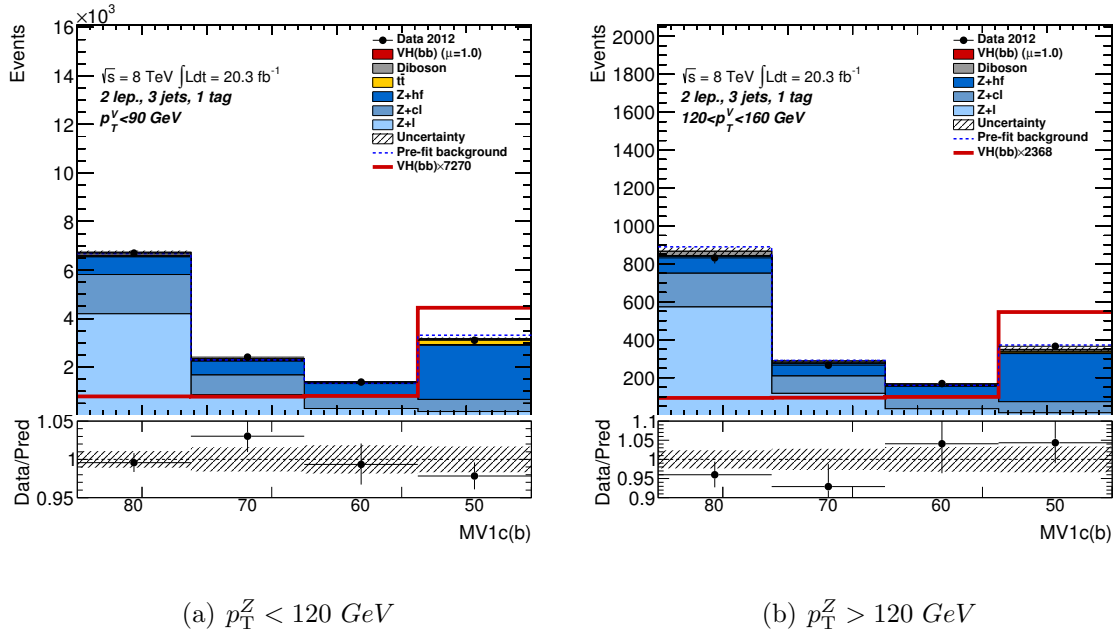 Events
16 ×10³
14
12
10
8
6
4
2
√s = 8 TeV ∫Ldt = 20.3 fb⁻¹
2 lep., 3 jets, 1 tag
p_T^V<90 GeV
Data 2012
VH(bb) (μ=1.0)
Diboson
tt̄
Z+hf
Z+cl
Z+l
Uncertainty
Pre-fit background
VH(bb)×7270
Data/Pred
1.05
1
0.95
80 70 60 50
MV1c(b)
Events
2000
1800
1600
1400
1200
1000
800
600
400
200
√s = 8 TeV ∫Ldt = 20.3 fb⁻¹
2 lep., 3 jets, 1 tag
120<p_T^V<160 GeV
Data 2012
VH(bb) (μ=1.0)
Diboson
Z+hf
Z+cl
Z+l
Uncertainty
Pre-fit background
VH(bb)×2368
Data/Pred
1.1
1.05
1
0.95
0.9
80 70 60 50
MV1c(b)
(a) p_T^Z < 120 GeV
(b) p_T^Z > 120 GeV